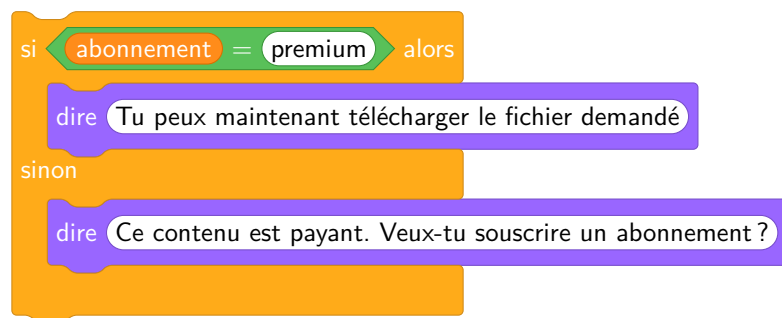 si abonnement = premium alors
dire Tu peux maintenant télécharger le fichier demandé
sinon
dire Ce contenu est payant. Veux-tu souscrire un abonnement ?